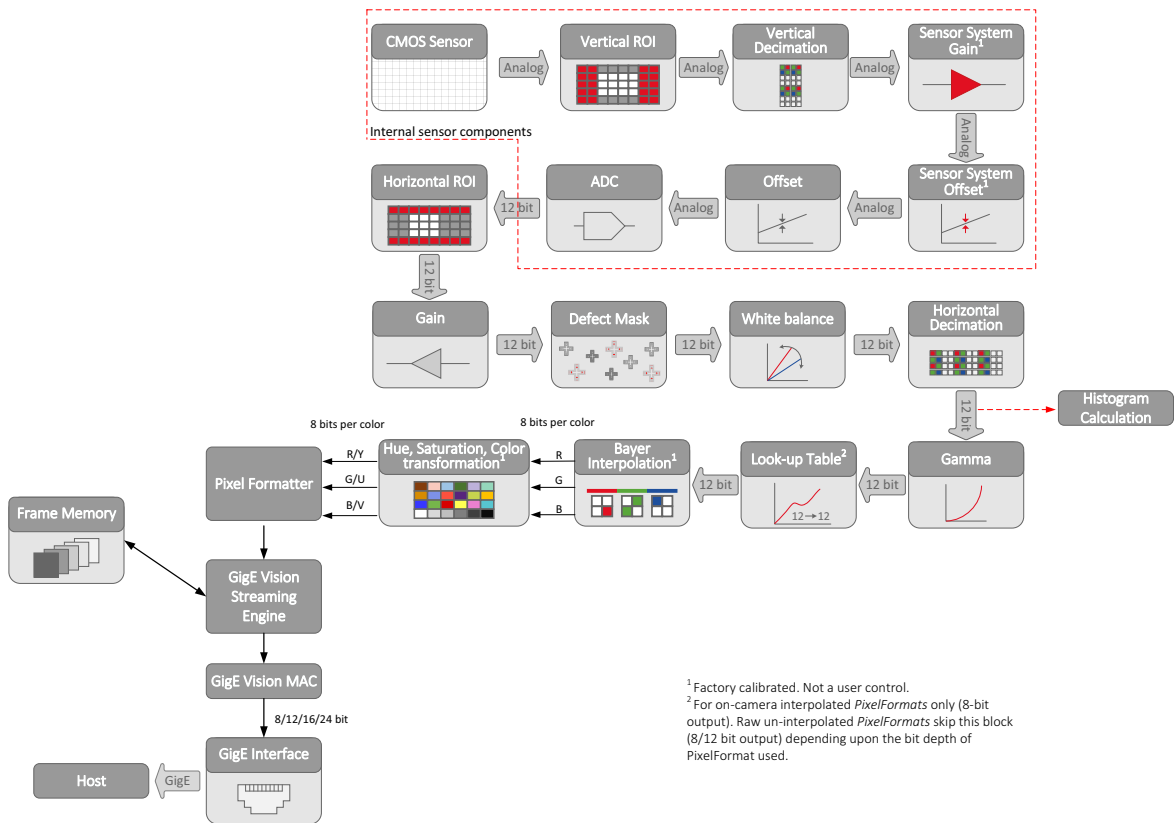 CMOS Sensor
Analog
Vertical ROI
Analog
Vertical
Decimation
Analog
Sensor System
Gain¹
Analog
Internal sensor components
Horizontal ROI
12 bit
ADC
Analog
Offset
Analog
Sensor System
Offset¹
12 bit
Gain
12 bit
Defect Mask
12 bit
White balance
12 bit
Horizontal
Decimation
12 bit
Histogram
Calculation
8 bits per color
8 bits per color
Pixel Formatter
R/Y
G/U
B/V
Hue, Saturation, Color
transformation¹
R
G
B
Bayer
Interpolation¹
12 bit
Look-up Table²
12→12
12 bit
Gamma
Frame Memory
GigE Vision
Streaming
Engine
GigE Vision MAC
8/12/16/24 bit
GigE Interface
GigE
Host
¹ Factory calibrated. Not a user control.
² For on-camera interpolated PixelFormats only (8-bit
output). Raw un-interpolated PixelFormats skip this block
(8/12 bit output) depending upon the bit depth of
PixelFormat used.